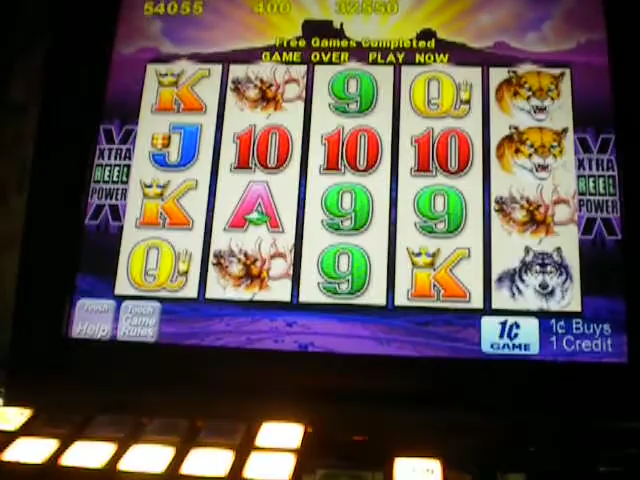 54055 400 32550
Free Games Completed
GAME OVER PLAY NOW
K 9 Q
J 10 10 10
K A 9 9
Q 9 K
XTRA
REEL
POWER
X
XTRA
REEL
POWER
X
Touch
Help
Touch
Game
Rules
1¢
GAME
1¢ Buys
1 Credit